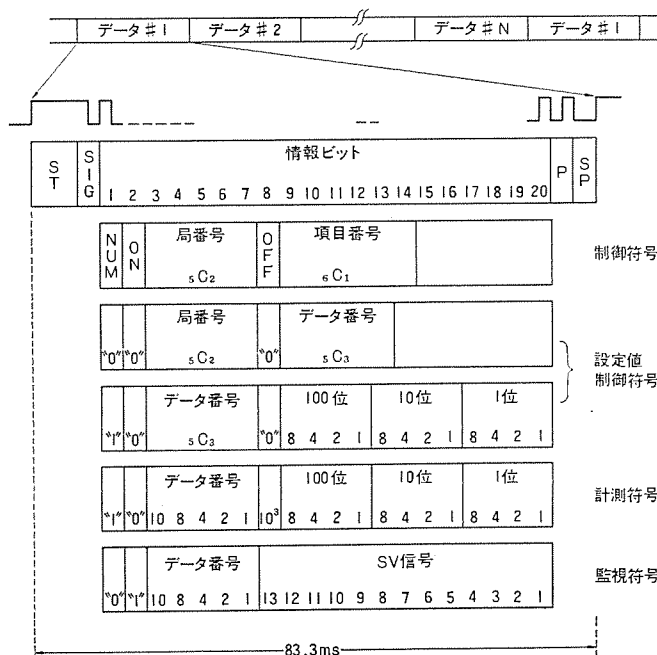 データ#1 データ#2 データ#N データ#1
ST SIG 情報ビット P SP
1 2 3 4 5 6 7 8 9 10 11 12 13 14 15 16 17 18 19 20
NUM ON 局番号 OFF 項目番号 制御符号
5C2 6C1
局番号 データ番号
"0" "0" 5C2 "0" 5C3
設定値
制御符号
データ番号 100位 10位 1位
"1" "0" 5C3 "0" 8 4 2 1 8 4 2 1 8 4 2 1
データ番号 100位 10位 1位 計測符号
"1" "0" 10 8 4 2 1 10³ 8 4 2 1 8 4 2 1 8 4 2 1
データ番号 SV信号 監視符号
"0" "1" 10 8 4 2 1 13 12 11 10 9 8 7 6 5 4 3 2 1
83.3ms